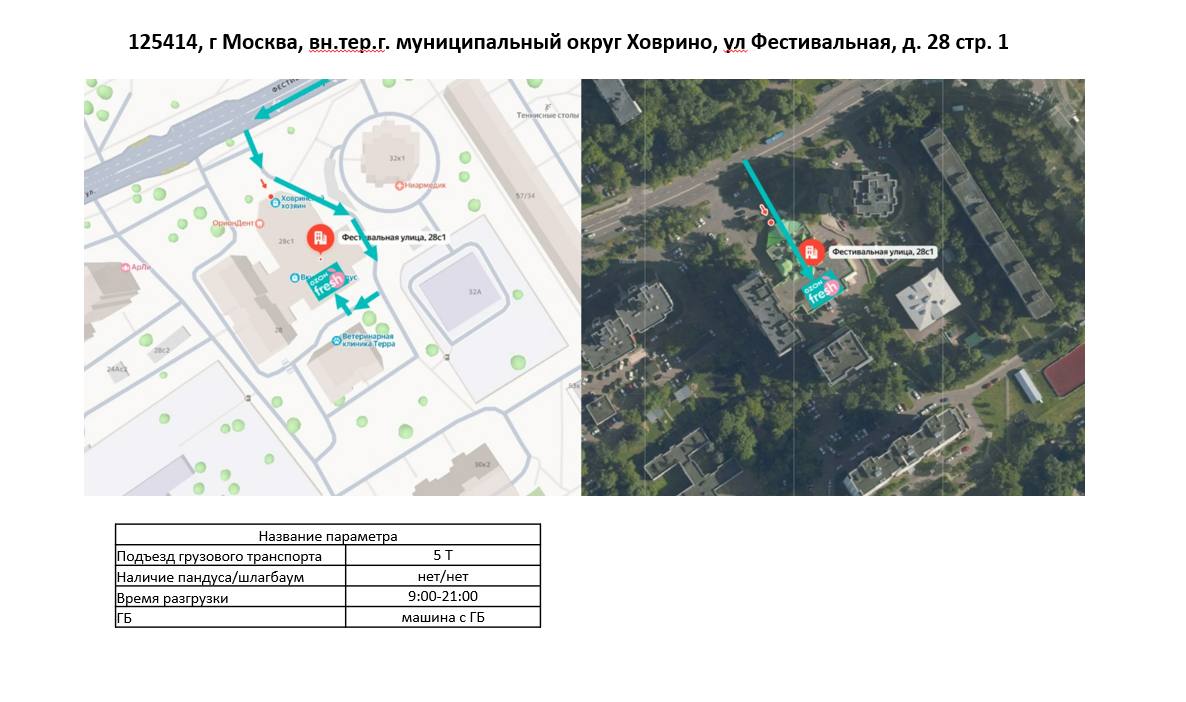 125414, г Москва, вн.тер.г. муниципальный округ Ховрино, ул Фестивальная, д. 28 стр. 1
ФЕСТИ
ул.
Теннисные столы
32к1
Ниармедик
57/34
Ховринский
хозяин
ОрионДент
28с1
Фестивальная улица, 28с1
АрЛи
OZON
fresh
32А
28
Ветеринарная
клиника Терра
28с2
24Ас2
30к2
Фестивальная улица, 28с1
OZON
fresh
Название параметра
Подъезд грузового транспорта 5 Т
Наличие пандуса/шлагбаум нет/нет
Время разгрузки 9:00-21:00
ГБ машина с ГБ